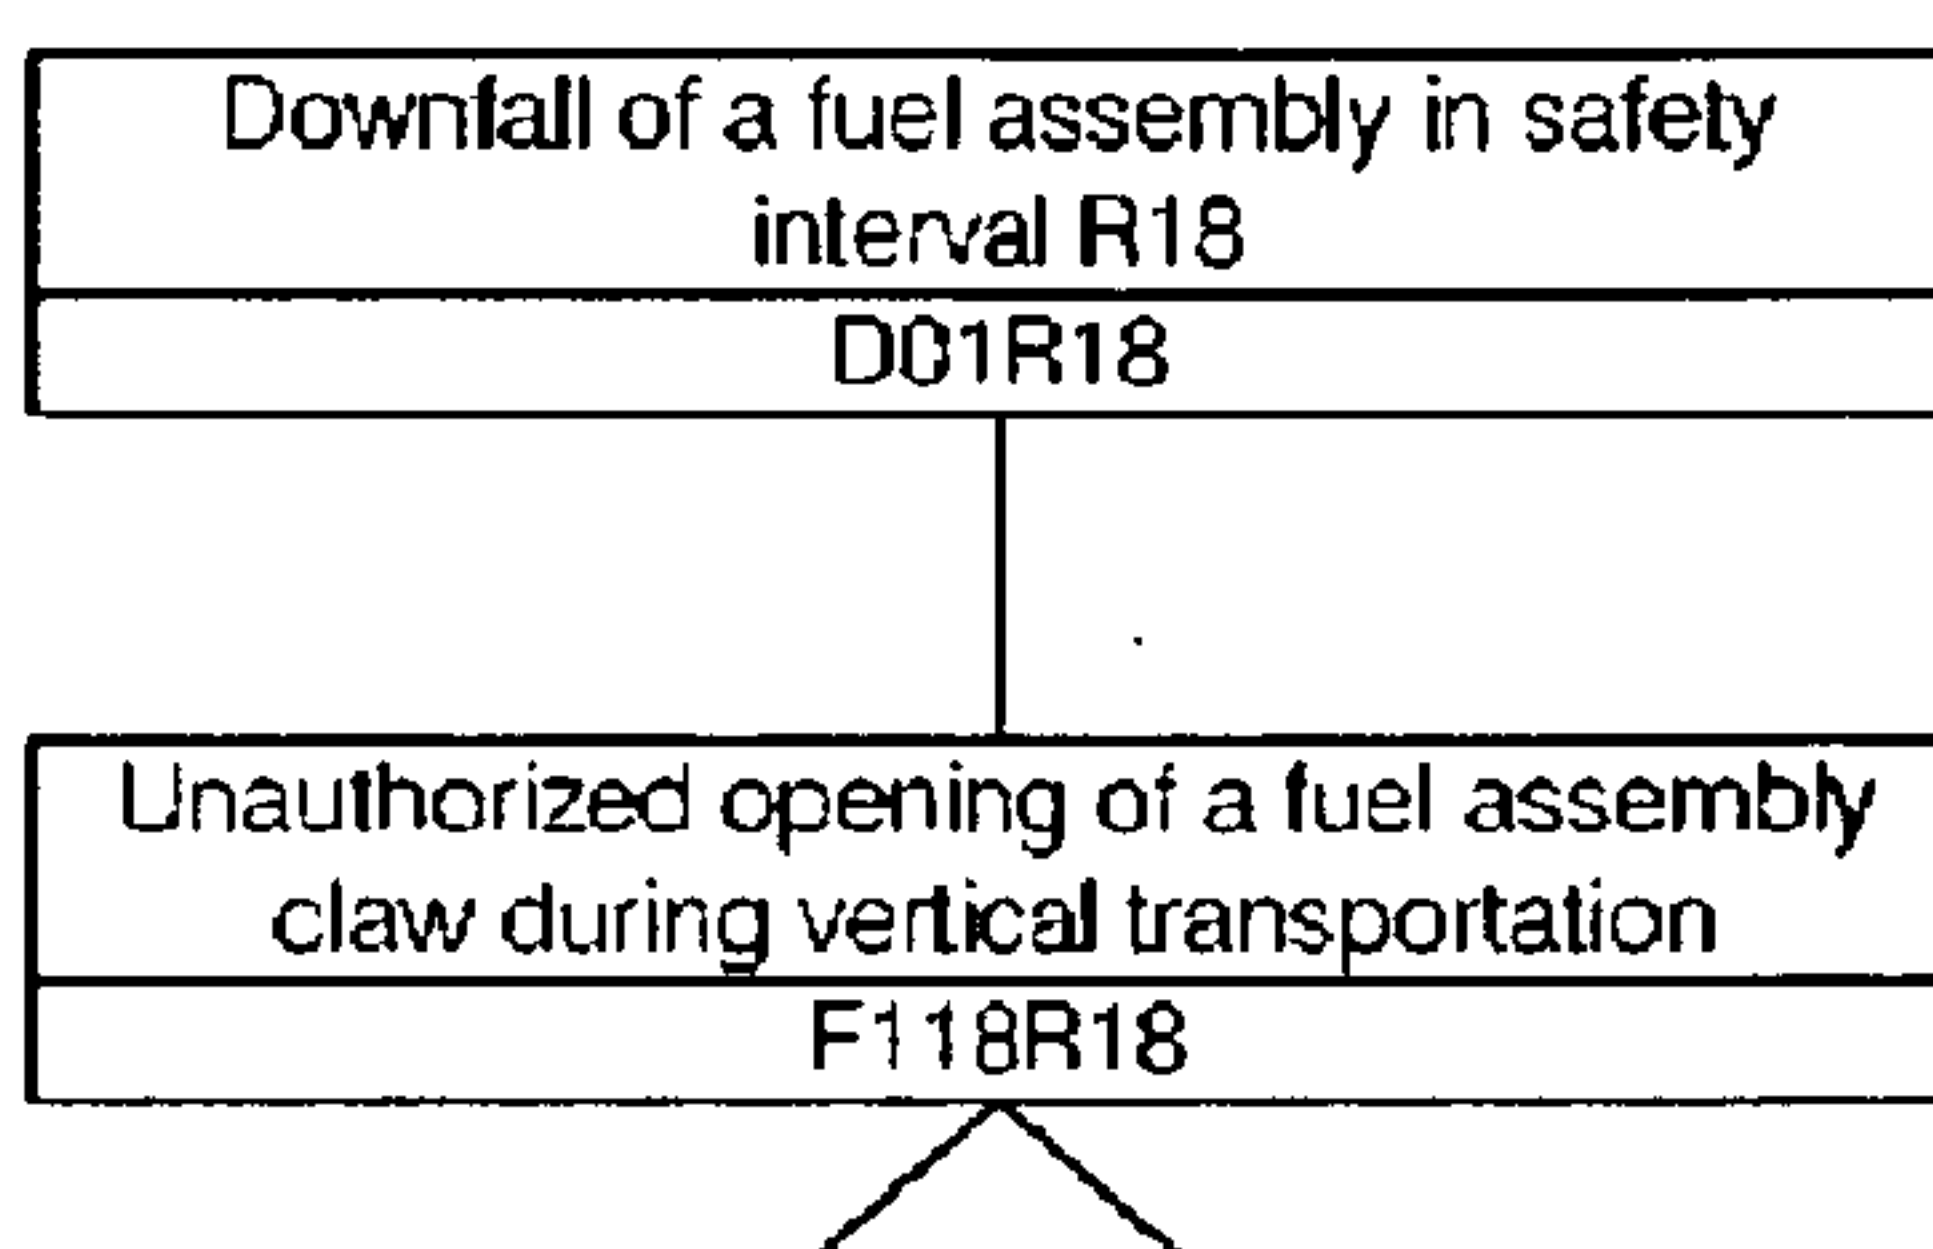 Downfall of a fuel assembly in safety
interval R18
D01R18
Unauthorized opening of a fuel assembly
claw during vertical transportation
F118R18